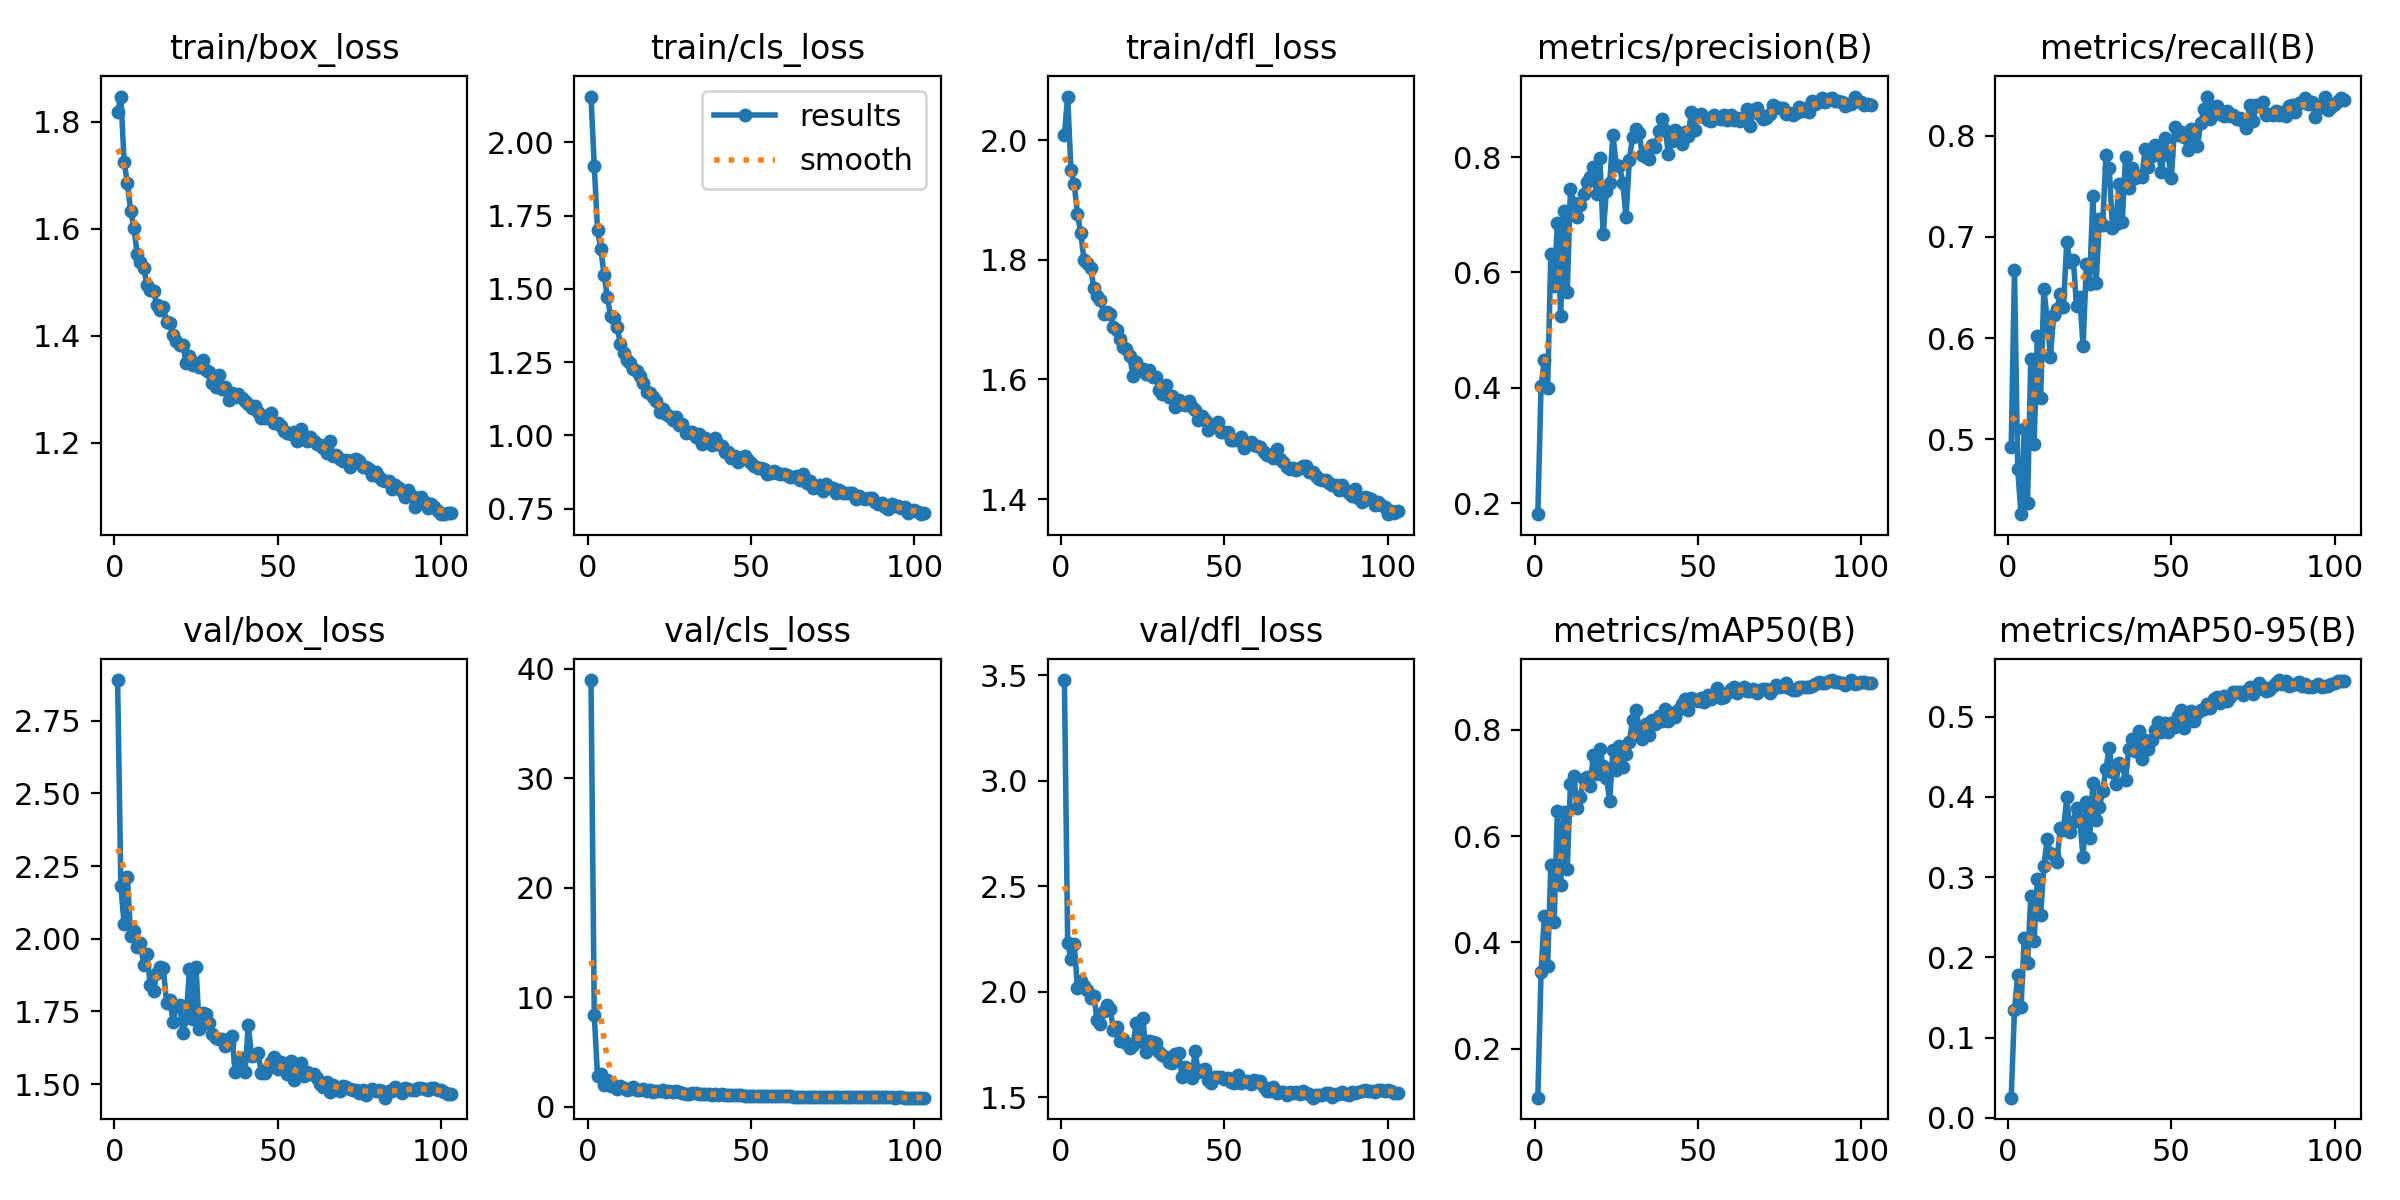 train/box_loss
1.8
1.6
1.4
1.2
0 50 100
train/cls_loss
results
smooth
2.00
1.75
1.50
1.25
1.00
0.75
0 50 100
train/dfl_loss
2.0
1.8
1.6
1.4
0 50 100
metrics/precision(B)
0.8
0.6
0.4
0.2
0 50 100
metrics/recall(B)
0.8
0.7
0.6
0.5
0 50 100
val/box_loss
2.75
2.50
2.25
2.00
1.75
1.50
0 50 100
val/cls_loss
40
30
20
10
0
0 50 100
val/dfl_loss
3.5
3.0
2.5
2.0
1.5
0 50 100
metrics/mAP50(B)
0.8
0.6
0.4
0.2
0 50 100
metrics/mAP50-95(B)
0.5
0.4
0.3
0.2
0.1
0.0
0 50 100